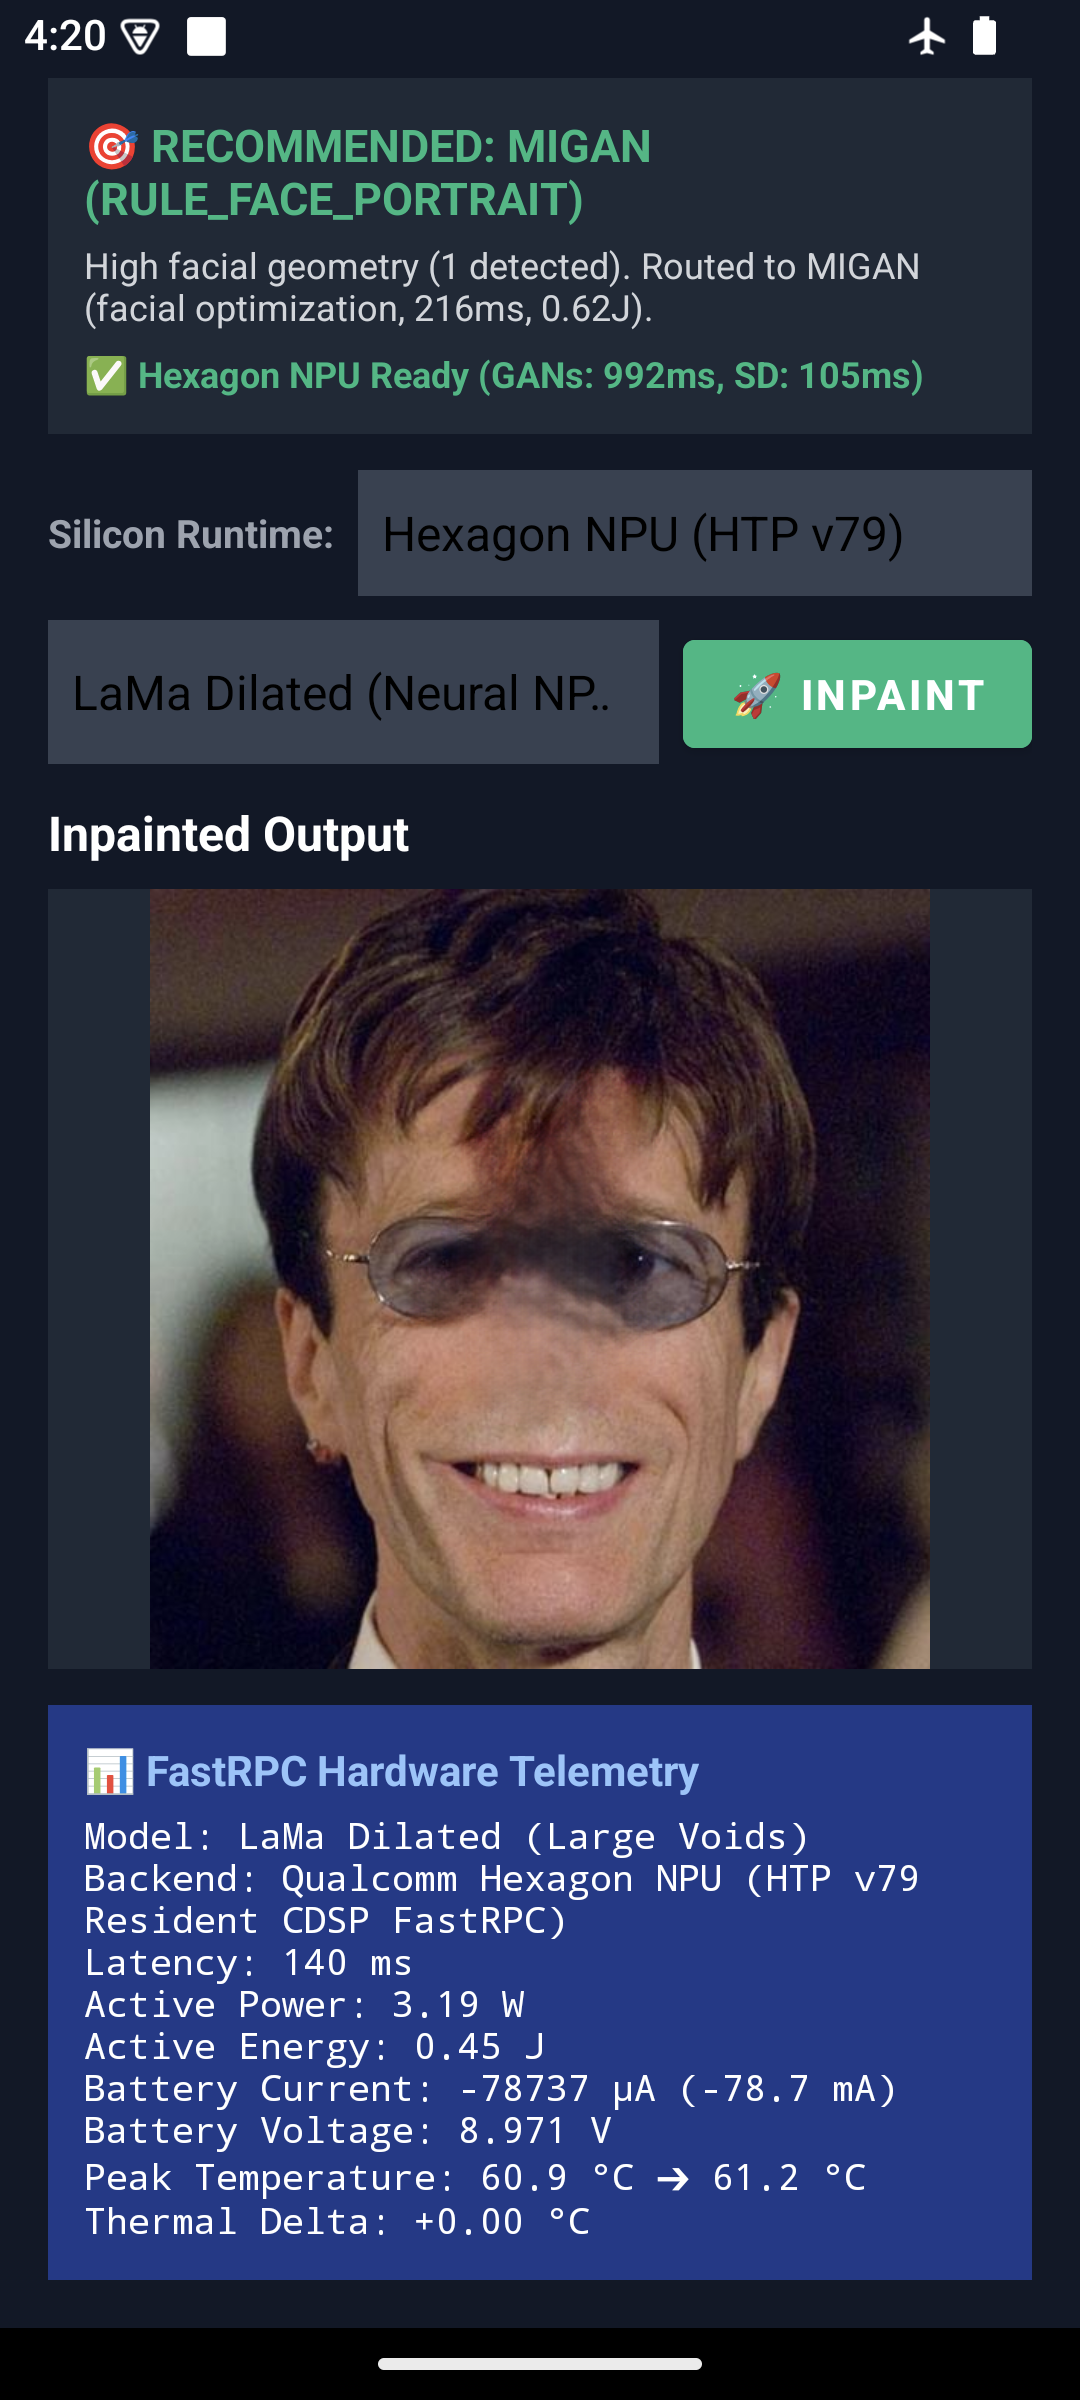 4:20
🎯 RECOMMENDED: MIGAN
(RULE_FACE_PORTRAIT)
High facial geometry (1 detected). Routed to MIGAN
(facial optimization, 216ms, 0.62J).
✅ Hexagon NPU Ready (GANs: 992ms, SD: 105ms)
Silicon Runtime:
Hexagon NPU (HTP v79)
LaMa Dilated (Neural NP..
🚀 INPAINT
Inpainted Output
📊 FastRPC Hardware Telemetry
Model: LaMa Dilated (Large Voids)
Backend: Qualcomm Hexagon NPU (HTP v79
Resident CDSP FastRPC)
Latency: 140 ms
Active Power: 3.19 W
Active Energy: 0.45 J
Battery Current: -78737 µA (-78.7 mA)
Battery Voltage: 8.971 V
Peak Temperature: 60.9 °C ➔ 61.2 °C
Thermal Delta: +0.00 °C